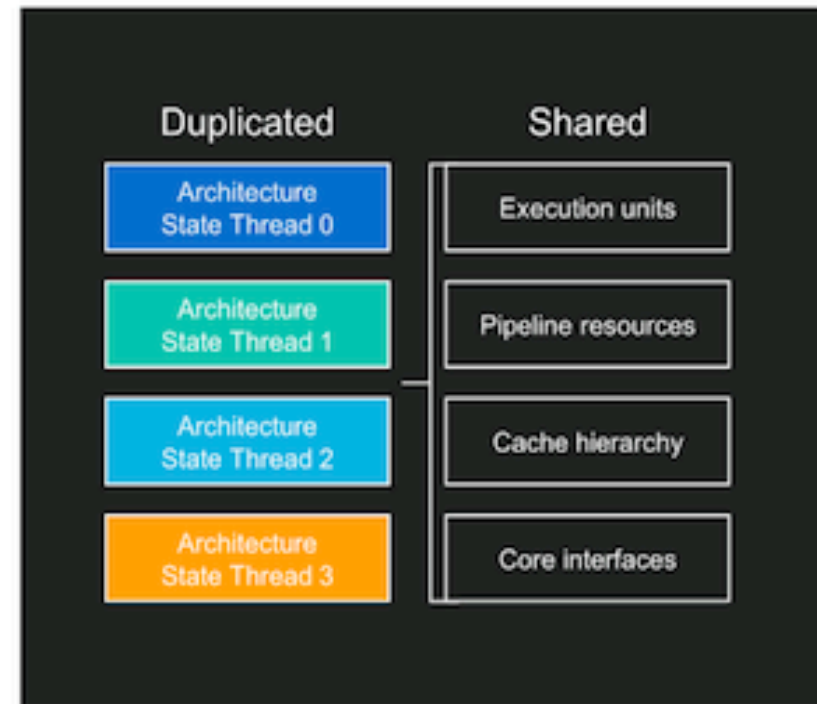 Duplicated
Architecture
State Thread 0
Architecture
State Thread 1
Architecture
State Thread 2
Architecture
State Thread 3
Shared
Execution units
Pipeline resources
Cache hierarchy
Core interfaces